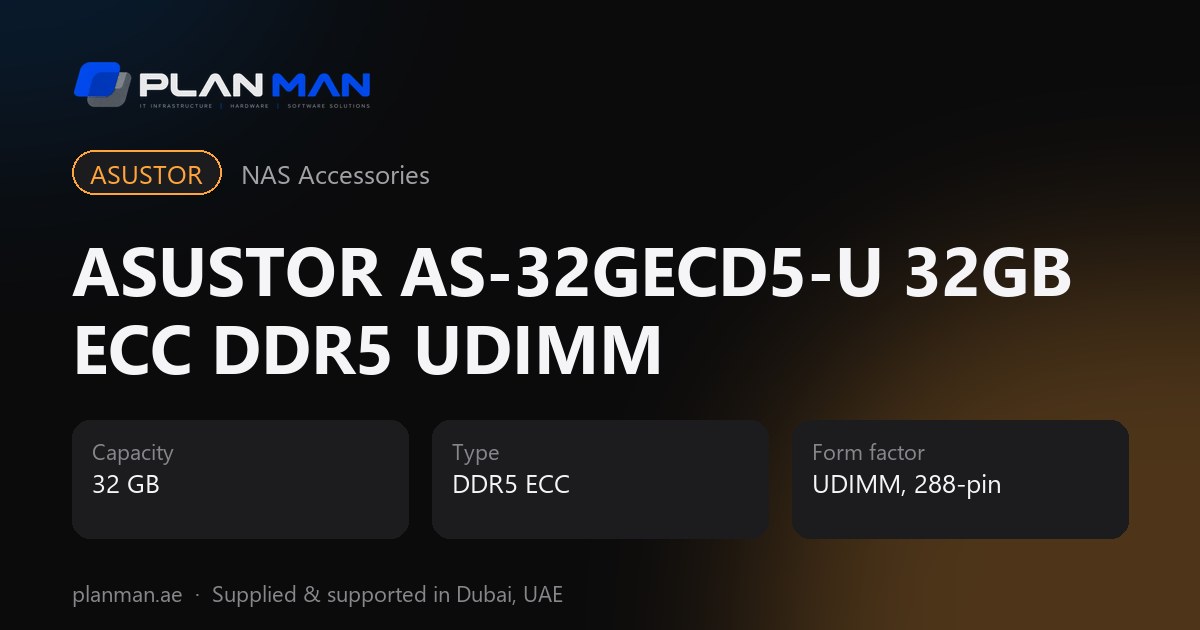 PLAN MAN
IT INFRASTRUCTURE | HARDWARE | SOFTWARE SOLUTIONS
ASUSTOR NAS Accessories
ASUSTOR AS-32GECD5-U 32GB
ECC DDR5 UDIMM
Capacity Type Form factor
32 GB DDR5 ECC UDIMM, 288-pin
planman.ae · Supplied & supported in Dubai, UAE